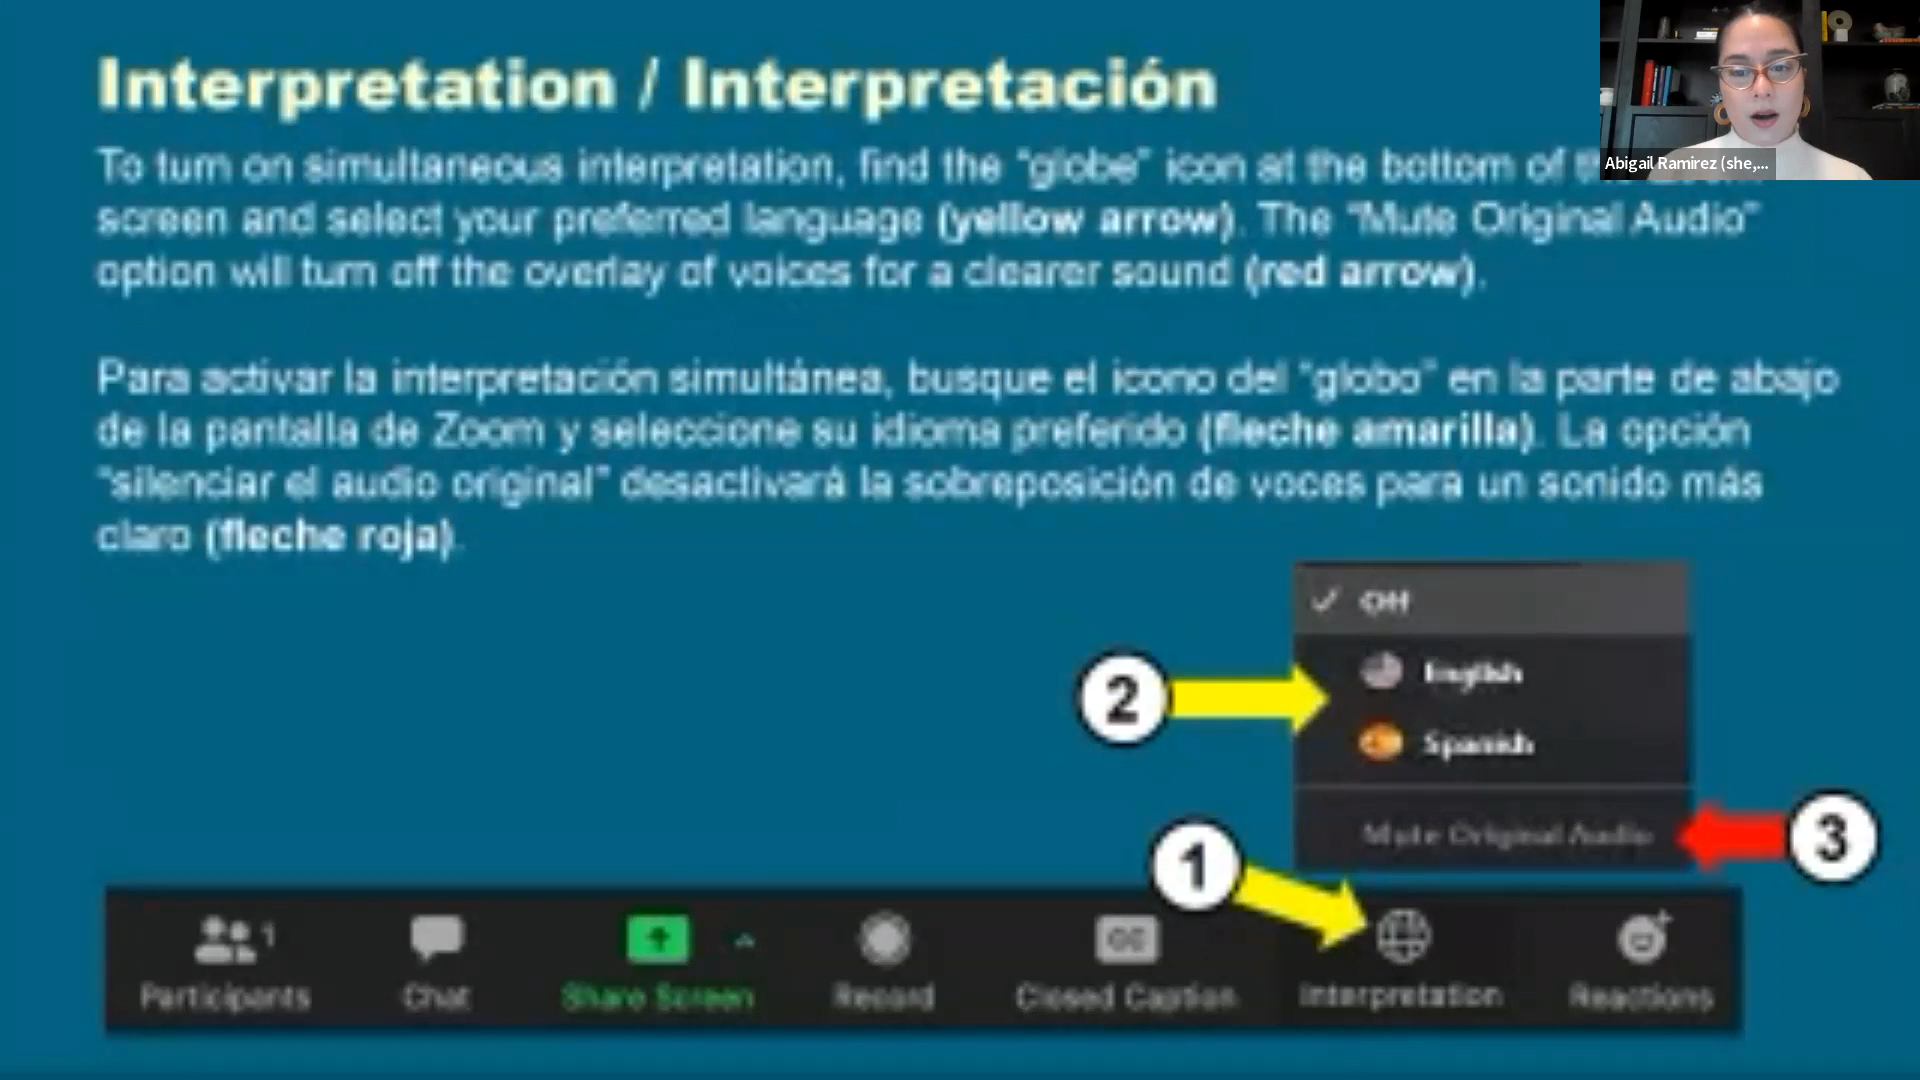 Interpretation / Interpretación
To turn on simultaneous interpretation, find the "globe" icon at the bottom of
screen and select your preferred language (yellow arrow). The "Mute Original Audio"
option will turn off the overlay of voices for a clearer sound (red arrow).
Para activar la interpretación simultánea, busque el icono del "globo" en la parte de abajo
de la pantalla de Zoom y seleccione su idioma preferido (fleche amarilla). La opción
"silenciar el audio original" desactivará la sobreposición de voces para un sonido más
claro (fleche roja).
Abigail Ramirez (she,...
Off
2
English
Spanish
Mute Original Audio
3
1
1
CC
Participants
Chat
Share Screen
Record
Closed Caption
Interpretation
Reactions